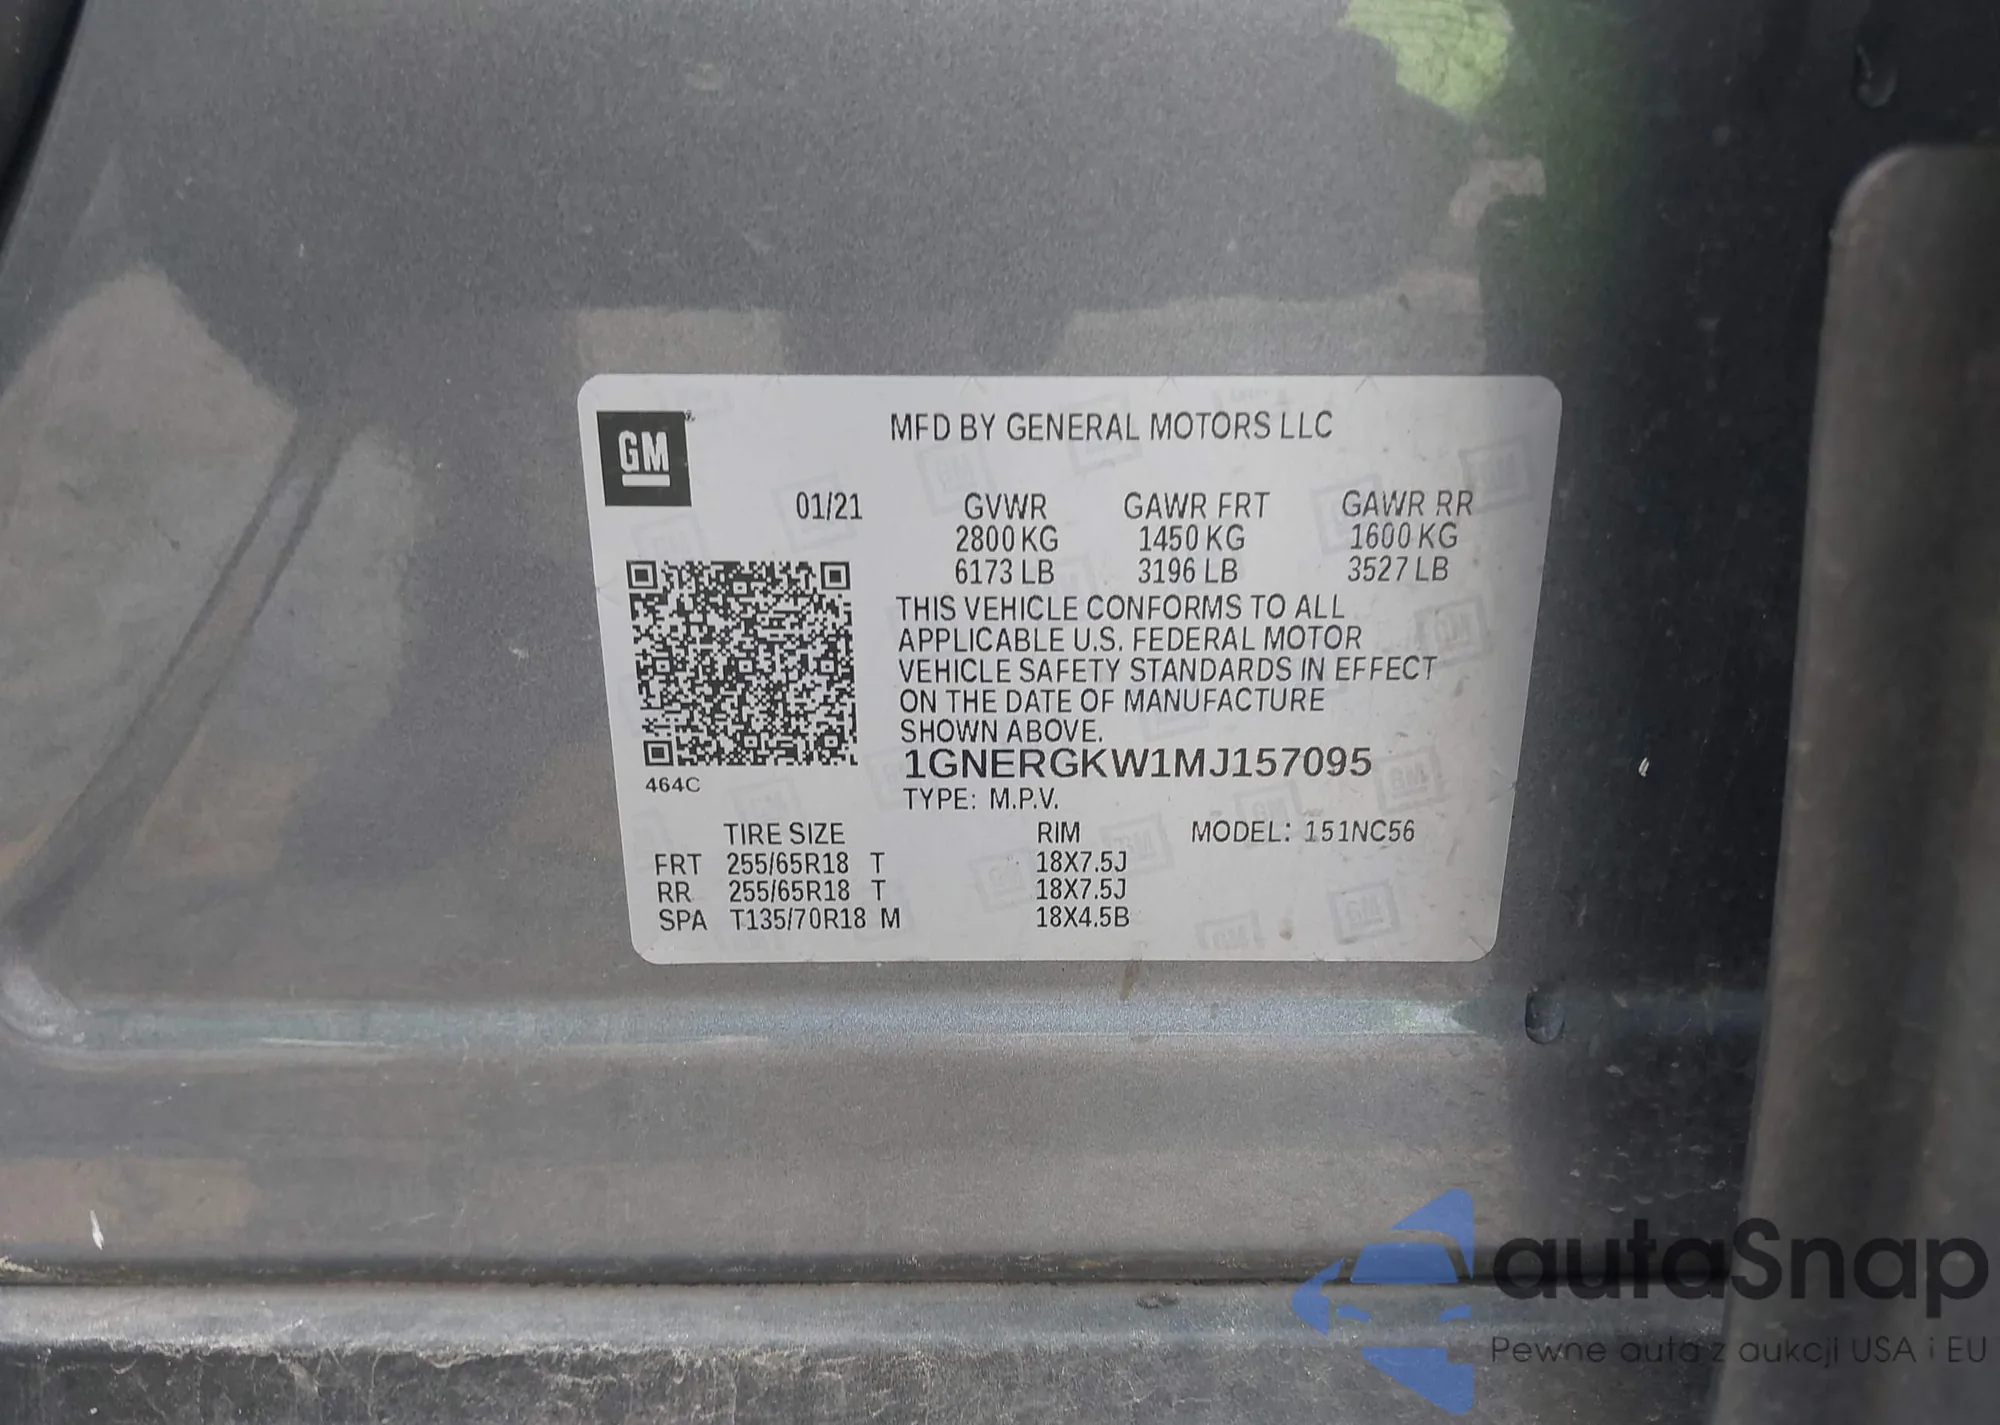 GM
MFD BY GENERAL MOTORS LLC
01/21 GVWR GAWR FRT GAWR RR
2800 KG 1450 KG 1600 KG
6173 LB 3196 LB 3527 LB
THIS VEHICLE CONFORMS TO ALL
APPLICABLE U.S. FEDERAL MOTOR
VEHICLE SAFETY STANDARDS IN EFFECT
ON THE DATE OF MANUFACTURE
SHOWN ABOVE.
1GNERGKW1MJ157095
464C
TYPE: M.P.V.
TIRE SIZE RIM MODEL: 151NC56
FRT 255/65R18 T 18X7.5J
RR 255/65R18 T 18X7.5J
SPA T135/70R18 M 18X4.5B
autaSnap
Pewne auta z aukcji USA i EU